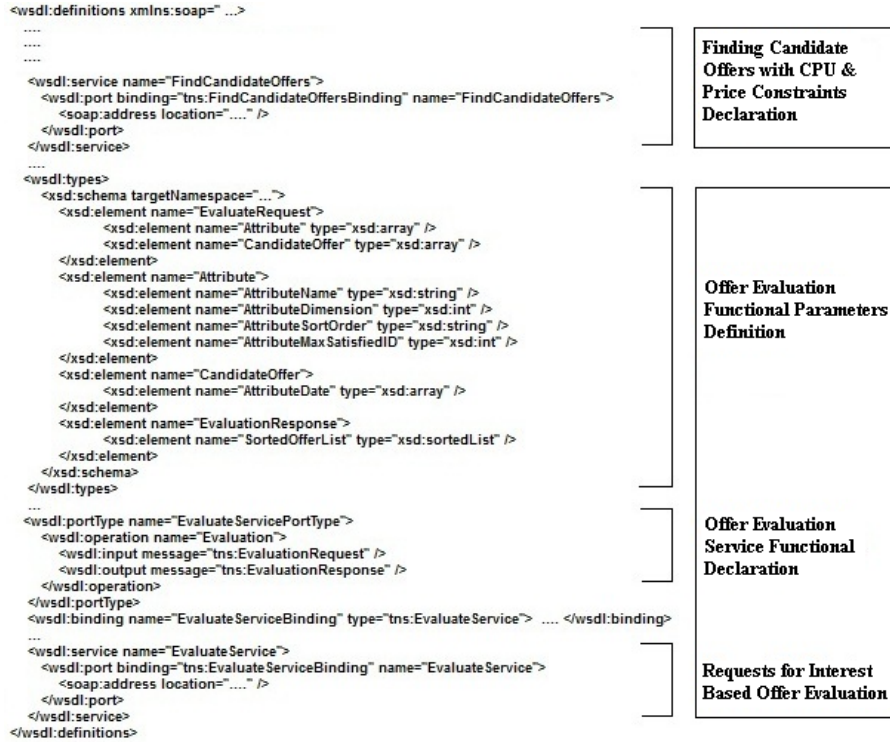 <wsdl:definitions xmlns:soap=" ...>
....
....
....
<wsdl:service name="FindCandidateOffers">
<wsdl:port binding="tns:FindCandidateOffersBinding" name="FindCandidateOffers">
<soap:address location="...." />
</wsdl:port>
</wsdl:service>
....
<wsdl:types>
<xsd:schema targetNamespace="...">
<xsd:element name="EvaluateRequest">
<xsd:element name="Attribute" type="xsd:array" />
<xsd:element name="CandidateOffer" type="xsd:array" />
</xsd:element>
<xsd:element name="Attribute">
<xsd:element name="AttributeName" type="xsd:string" />
<xsd:element name="AttributeDimension" type="xsd:int" />
<xsd:element name="AttributeSortOrder" type="xsd:string" />
<xsd:element name="AttributeMaxSatisfiedID" type="xsd:int" />
</xsd:element>
<xsd:element name="CandidateOffer">
<xsd:element name="AttributeDate" type="xsd:array" />
</xsd:element>
<xsd:element name="EvaluationResponse">
<xsd:element name="SortedOfferList" type="xsd:sortedList" />
</xsd:element>
</xsd:schema>
</wsdl:types>
...
<wsdl:portType name="EvaluateServicePortType">
<wsdl:operation name="Evaluation">
<wsdl:input message="tns:EvaluationRequest" />
<wsdl:output message="tns:EvaluationResponse" />
</wsdl:operation>
</wsdl:portType>
<wsdl:binding name="EvaluateServiceBinding" type="tns:EvaluateService"> .... </wsdl:binding>
...
<wsdl:service name="EvaluateService">
<wsdl:port binding="tns:EvaluateServiceBinding" name="EvaluateService">
<soap:address location="...." />
</wsdl:port>
</wsdl:service>
</wsdl:definitions>
Finding Candidate
Offers with CPU &
Price Constraints
Declaration
Offer Evaluation
Functional Parameters
Definition
Offer Evaluation
Service Functional
Declaration
Requests for Interest
Based Offer Evaluation